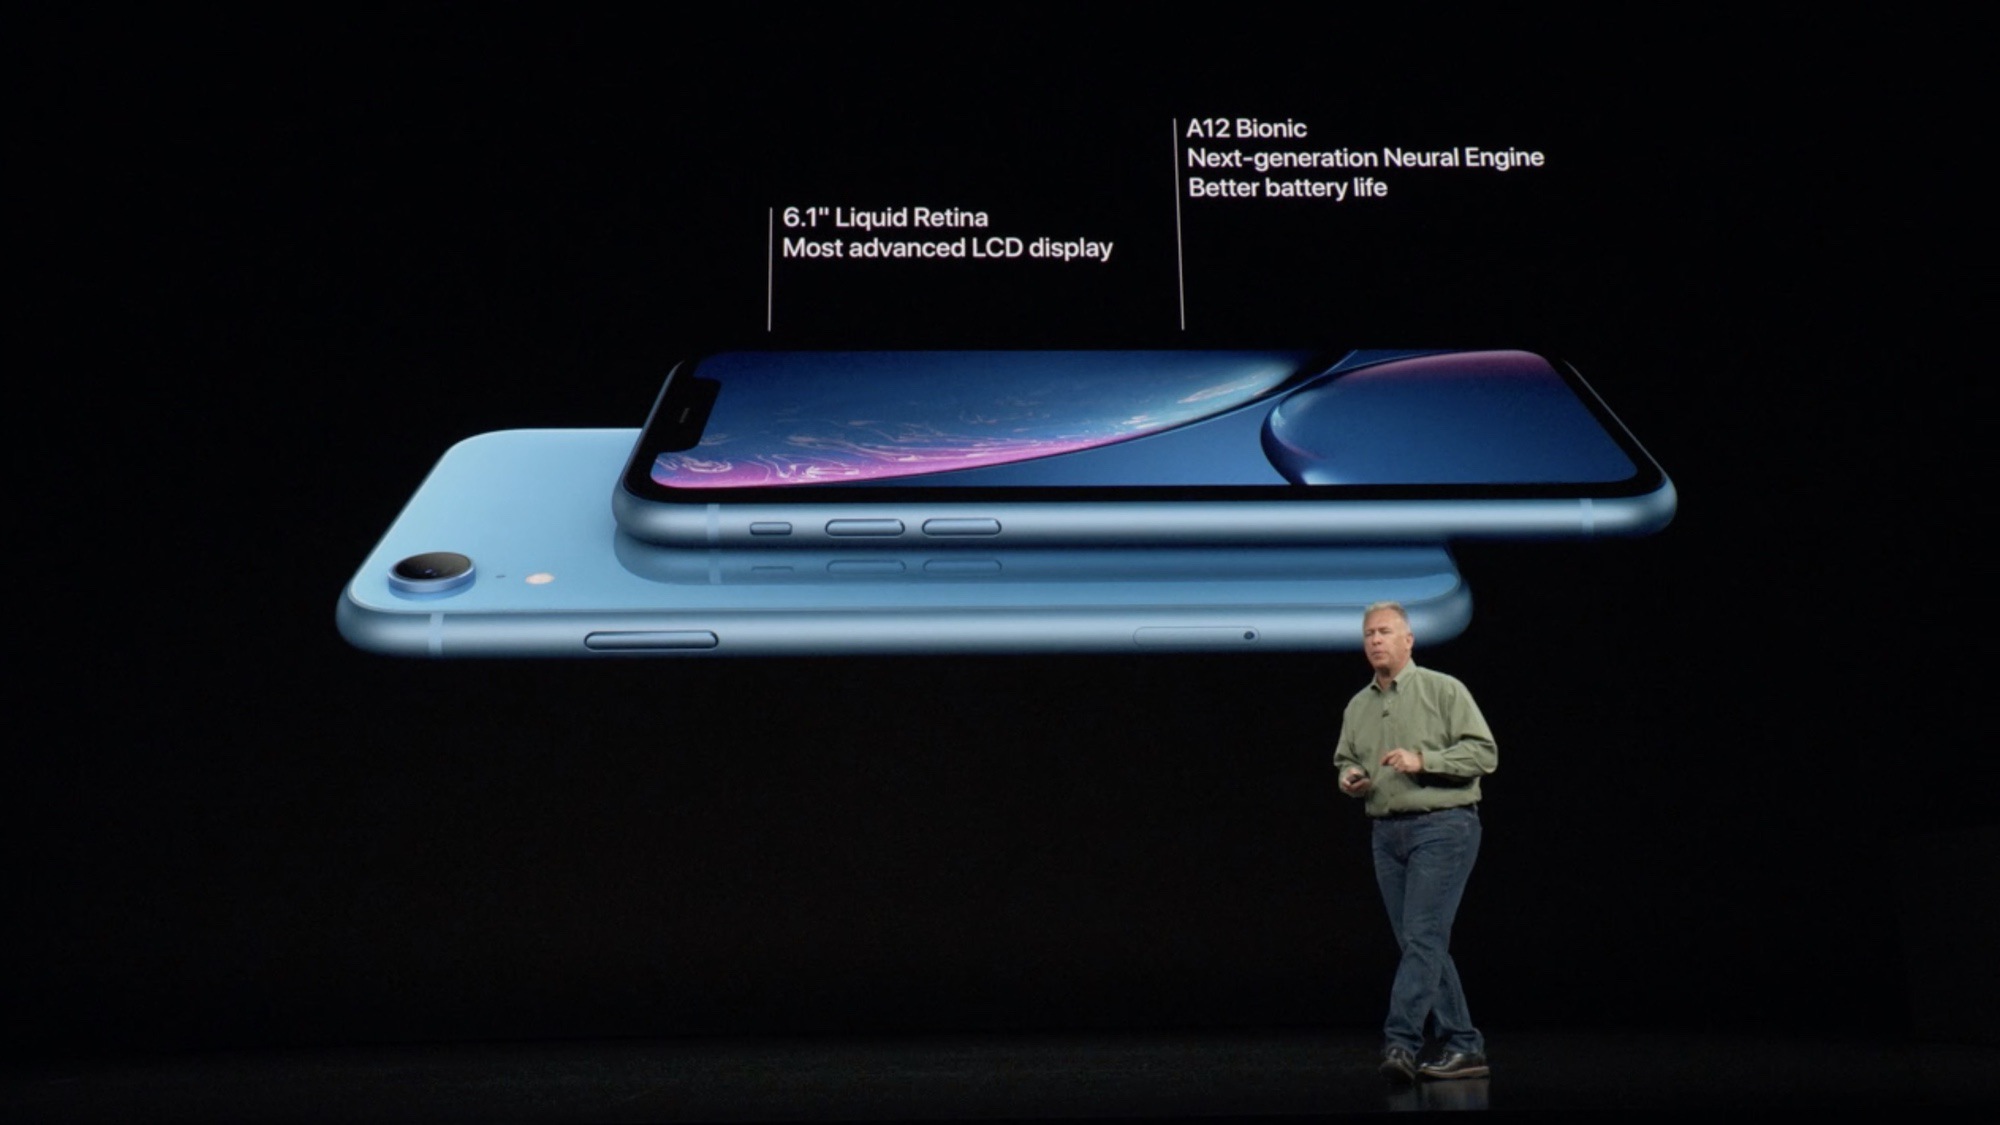 6.1" Liquid Retina
Most advanced LCD display
A12 Bionic
Next-generation Neural Engine
Better battery life